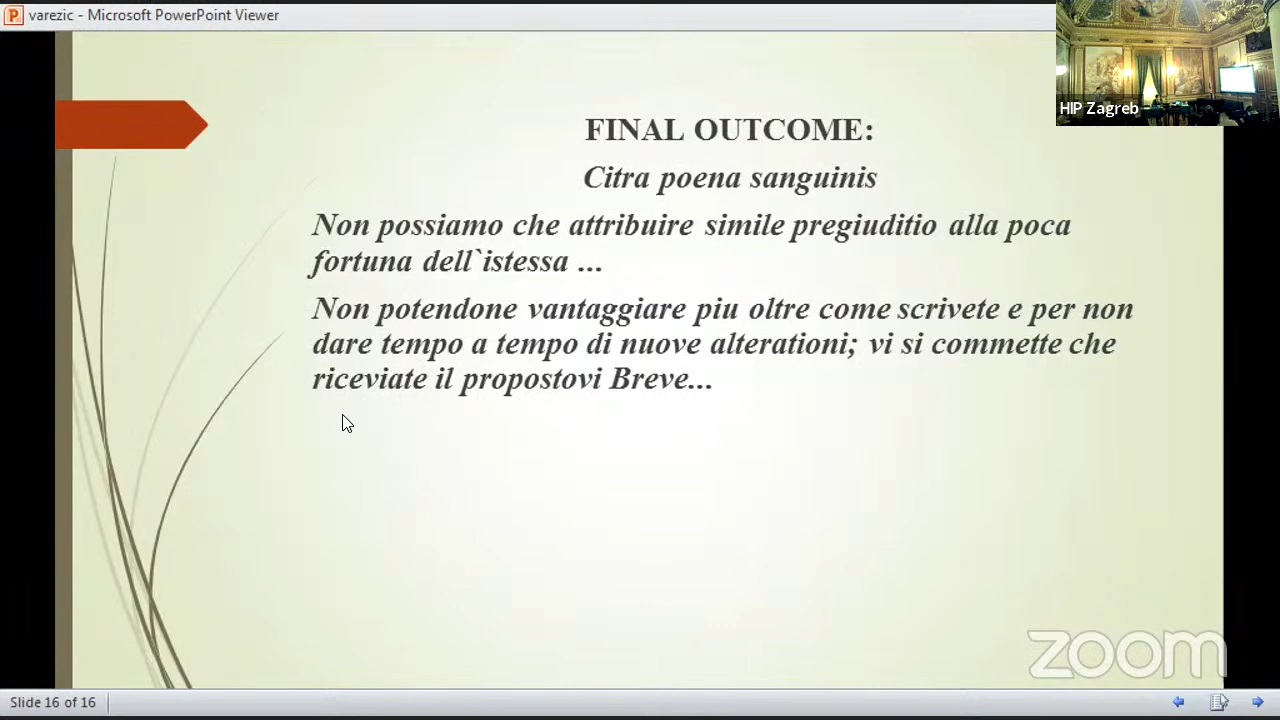 varezic - Microsoft PowerPoint Viewer
HIP Zagreb
FINAL OUTCOME:
Citra poena sanguinis
Non possiamo che attribuire simile pregiuditio alla poca
fortuna dell`istessa ...
Non potendone vantaggiare piu oltre come scrivete e per non
dare tempo a tempo di nuove alterationi; vi si commette che
riceviate il propostovi Breve...
zoom
Slide 16 of 16